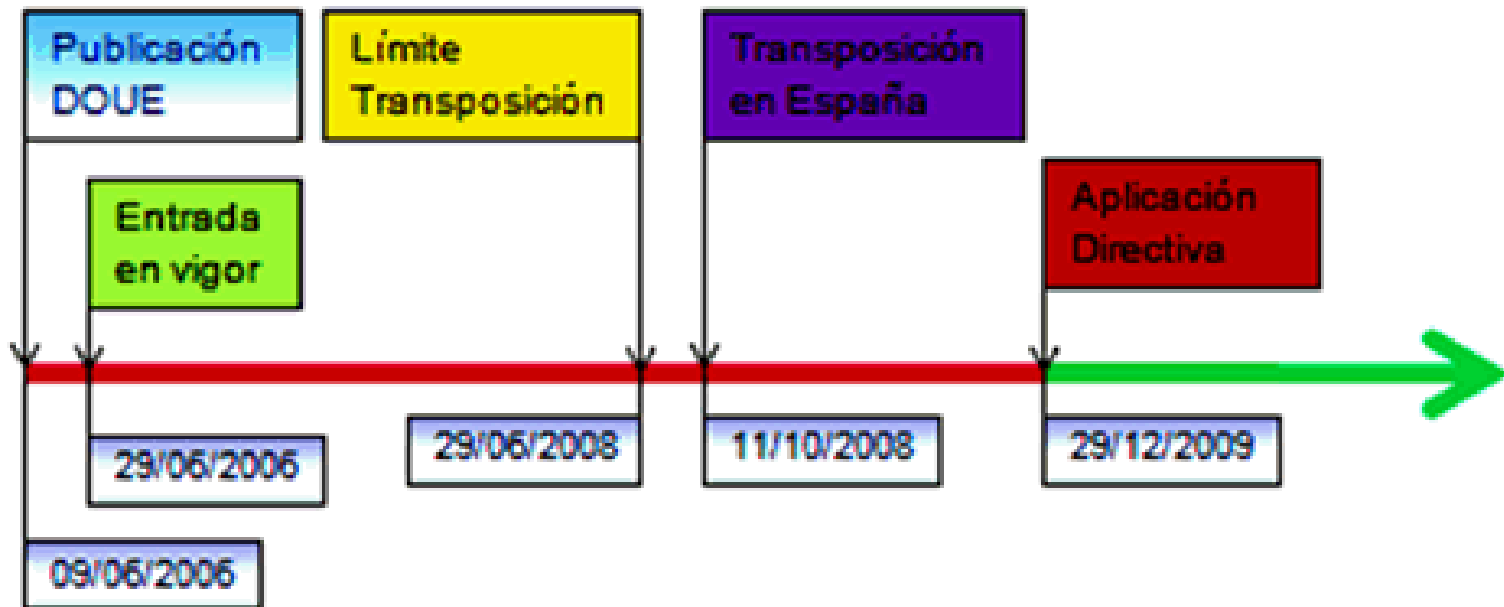 Publicación
DOUE
Límite
Transposición
Transposición
en España
Entrada
en vigor
Aplicación
Directiva
29/06/2006
29/06/2008
11/10/2008
29/12/2009
09/06/2006